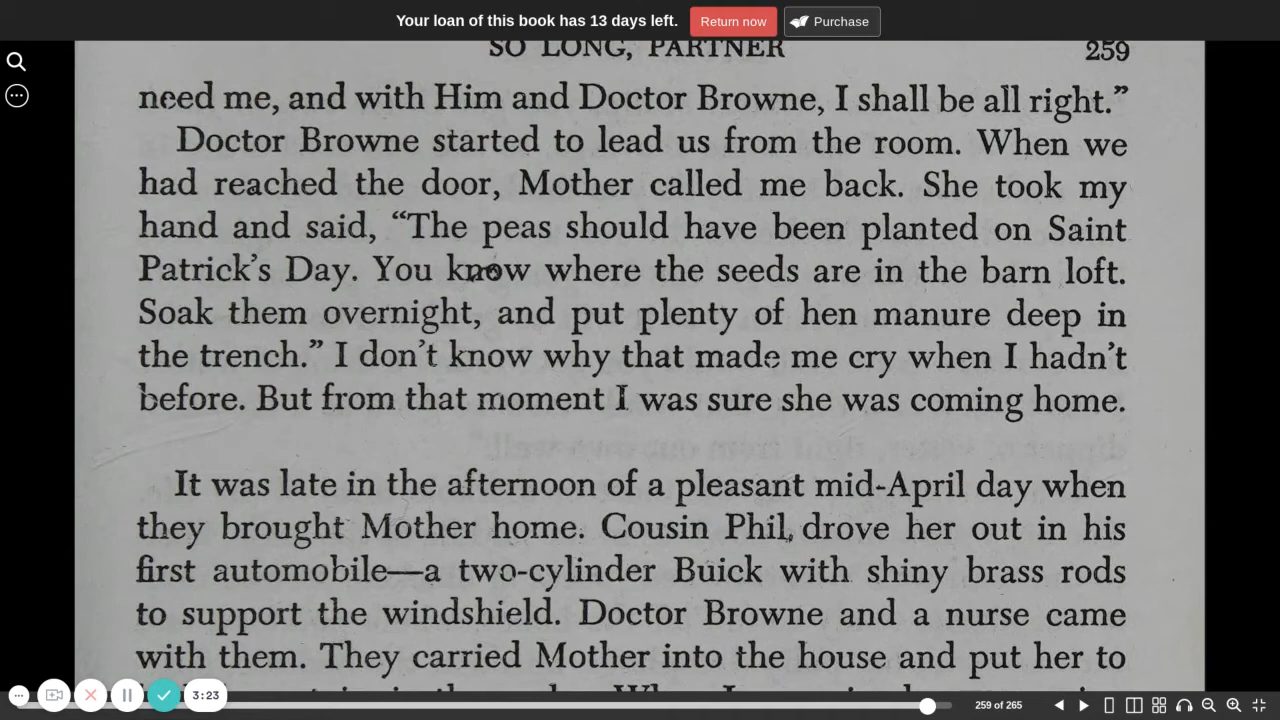 Your loan of this book has 13 days left. Return now Purchase
SO LONG, PARTNER 259
need me, and with Him and Doctor Browne, I shall be all right.”
Doctor Browne started to lead us from the room. When we
had reached the door, Mother called me back. She took my
hand and said, “The peas should have been planted on Saint
Patrick’s Day. You know where the seeds are in the barn loft.
Soak them overnight, and put plenty of hen manure deep in
the trench.” I don’t know why that made me cry when I hadn’t
before. But from that moment I was sure she was coming home.
It was late in the afternoon of a pleasant mid-April day when
they brought Mother home. Cousin Phil drove her out in his
first automobile—a two-cylinder Buick with shiny brass rods
to support the windshield. Doctor Browne and a nurse came
with them. They carried Mother into the house and put her to
3:23
259 of 265